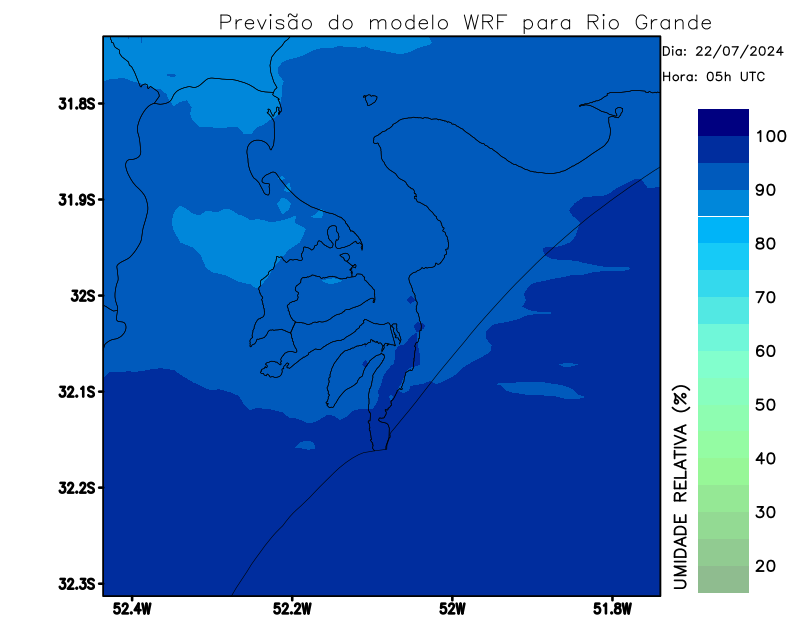 Previsão do modelo WRF para Rio Grande
Dia: 22/07/2024
Hora: 05h UTC
31.8S
31.9S
32S
32.1S
32.2S
32.3S
52.4W
52.2W
52W
51.8W
100
90
80
70
60
50
40
30
20
UMIDADE RELATIVA (%)